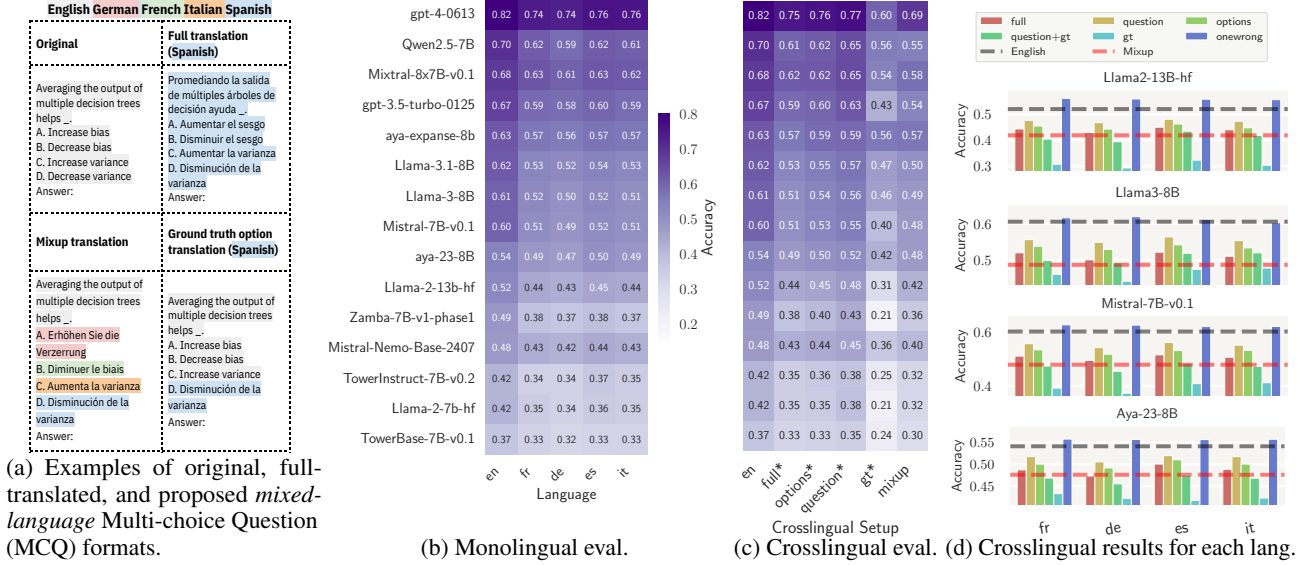 English German French Italian Spanish
Original
Full translation
(Spanish)
Averaging the output of
multiple decision trees
helps _.
A. Increase bias
B. Decrease bias
C. Increase variance
D. Decrease variance
Answer:
Promediando la salida
de múltiples árboles de
decisión ayuda _.
A. Aumentar el sesgo
B. Disminuir el sesgo
C. Aumentar la varianza
D. Disminución de la
varianza
Answer:
Mixup translation
Ground truth option
translation (Spanish)
Averaging the output of
multiple decision trees
helps _.
A. Erhöhen Sie die
Verzerrung
B. Diminuer le biais
C. Aumenta la varianza
D. Disminución de la
varianza
Answer:
Averaging the output of
multiple decision trees
helps _.
A. Increase bias
B. Decrease bias
C. Increase variance
D. Disminución de la
varianza
Answer:
(a) Examples of original, full-
translated, and proposed mixed-
language Multi-choice Question
(MCQ) formats.
gpt-4-0613 0.82 0.74 0.74 0.76 0.76
Qwen2.5-7B 0.70 0.62 0.59 0.62 0.61
Mixtral-8x7B-v0.1 0.68 0.63 0.61 0.63 0.62
gpt-3.5-turbo-0125 0.67 0.59 0.58 0.60 0.59
aya-expanse-8b 0.63 0.57 0.56 0.57 0.57
Llama-3.1-8B 0.62 0.53 0.52 0.54 0.53
Llama-3-8B 0.61 0.52 0.50 0.52 0.51
Mistral-7B-v0.1 0.60 0.51 0.49 0.52 0.51
aya-23-8B 0.54 0.49 0.47 0.50 0.49
Llama-2-13b-hf 0.52 0.44 0.43 0.45 0.44
Zamba-7B-v1-phase1 0.49 0.38 0.37 0.38 0.37
Mistral-Nemo-Base-2407 0.48 0.43 0.42 0.44 0.43
TowerInstruct-7B-v0.2 0.42 0.34 0.34 0.37 0.35
Llama-2-7b-hf 0.42 0.35 0.34 0.36 0.35
TowerBase-7B-v0.1 0.37 0.33 0.32 0.33 0.33
en fr de es it
Language
0.8
0.7
0.6
0.5
0.4
0.3
0.2
Accuracy
(b) Monolingual eval.
0.82 0.75 0.76 0.77 0.60 0.69
0.70 0.61 0.62 0.65 0.56 0.55
0.68 0.62 0.62 0.65 0.54 0.58
0.67 0.59 0.60 0.63 0.43 0.54
0.63 0.57 0.59 0.59 0.56 0.57
0.62 0.53 0.55 0.57 0.47 0.50
0.61 0.51 0.54 0.56 0.46 0.49
0.60 0.51 0.53 0.55 0.40 0.48
0.54 0.49 0.50 0.52 0.42 0.48
0.52 0.44 0.45 0.48 0.31 0.42
0.49 0.38 0.40 0.43 0.21 0.36
0.48 0.43 0.44 0.45 0.36 0.40
0.42 0.35 0.36 0.38 0.25 0.32
0.42 0.35 0.35 0.38 0.21 0.32
0.37 0.33 0.33 0.35 0.24 0.30
en full* options* question* gt* mixup
Crosslingual Setup
(c) Crosslingual eval.
full question options
question+gt gt onewrong
English Mixup
Llama2-13B-hf
Accuracy
0.5
0.4
0.3
Llama3-8B
Accuracy
0.6
0.5
Mistral-7B-v0.1
Accuracy
0.6
0.4
Aya-23-8B
Accuracy
0.55
0.50
0.45
fr de es it
(d) Crosslingual results for each lang.